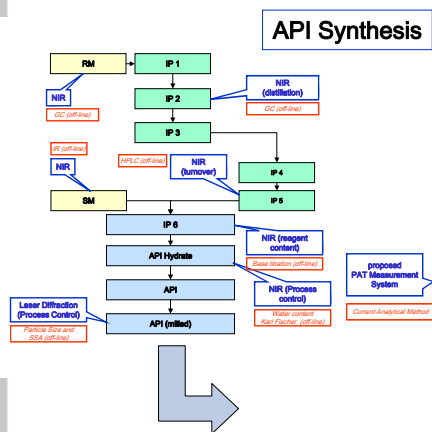 API Synthesis
RM
IP 1
NIR
GC (off-line)
IP 2
NIR
(distillation)
GC (off-line)
IP 3
IR (off-line)
NIR
HPLC (off-line)
NIR
(turnover)
IP 4
SM
IP 5
IP 6
NIR (reagent
content)
Base titration (off-line)
API Hydrate
proposed
PAT Measurement
System
Current Analytical Method
API
NIR (Process
control)
Water content
Karl Fischer (off-line)
Laser Diffraction
(Process Control)
Particle Size and
SSA (off-line)
API (milled)